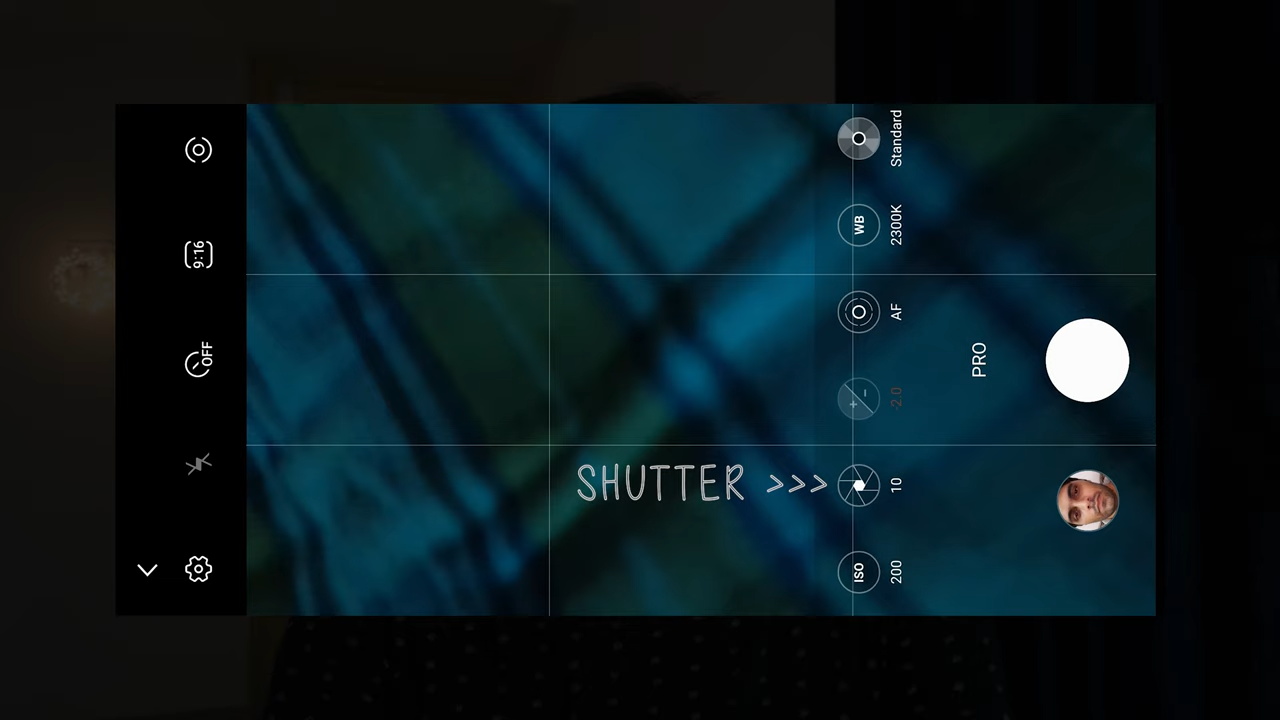 Standard
WB
2300K
9:16
AF
OFF
PRO
-2.0
SHUTTER >>>
10
ISO
200